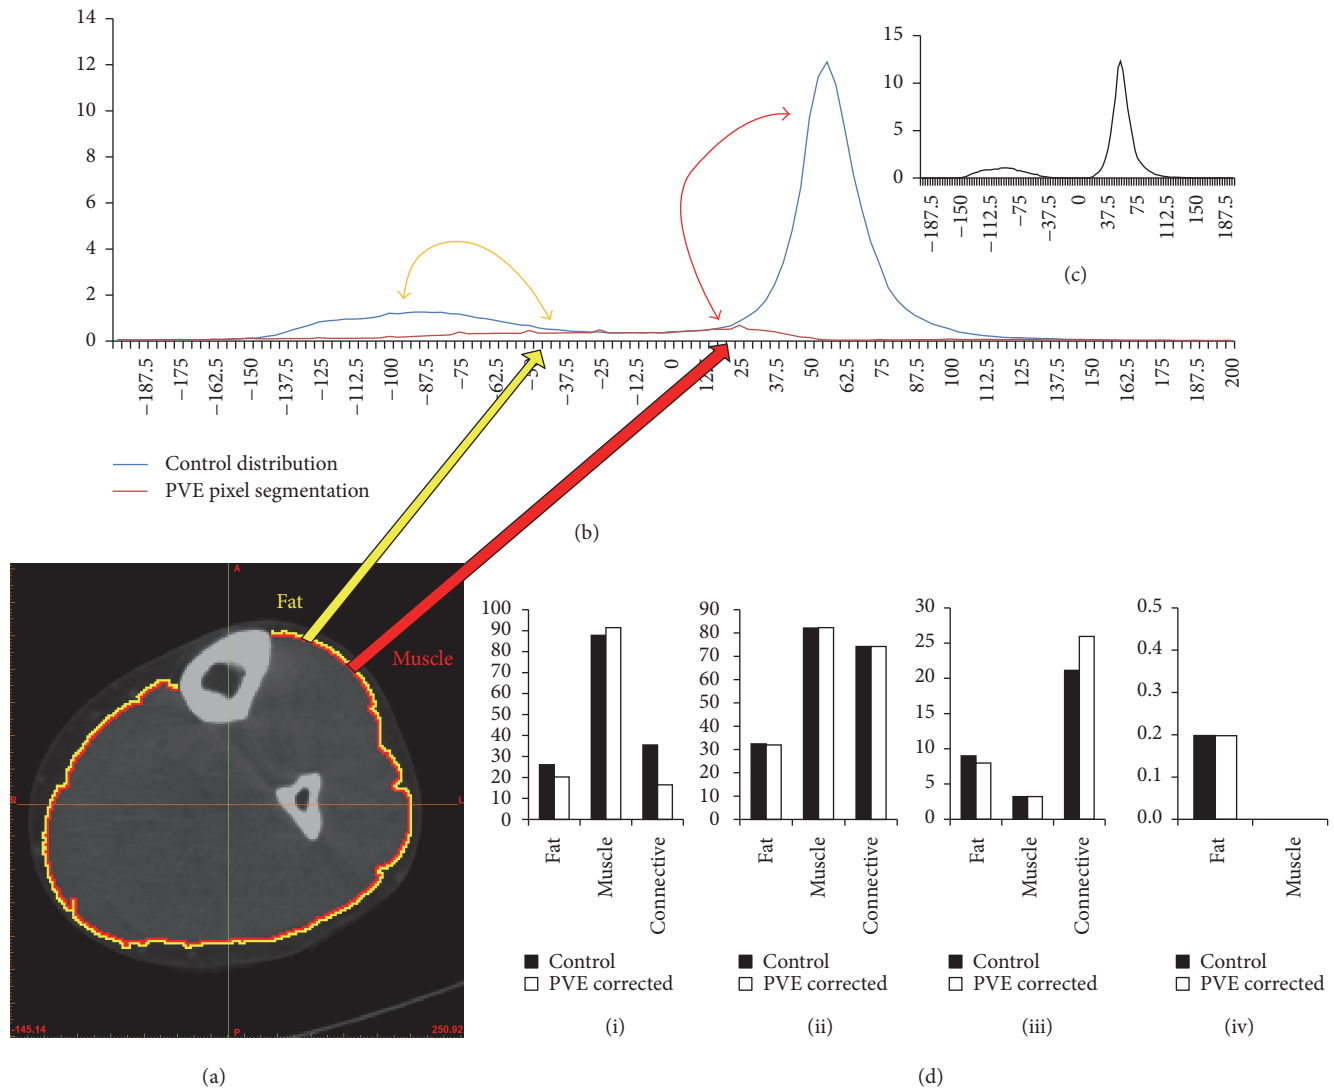 14
12
10
8
6
4
2
0
−187.5
−175
−162.5
−150
−137.5
−125
−112.5
−100
−87.5
−75
−62.5
−37.5
−25
−12.5
0
25
37.5
50
62.5
75
87.5
100
112.5
125
137.5
150
162.5
175
187.5
200
15
10
5
0
−187.5
−150
−112.5
−75
−37.5
0
37.5
75
112.5
150
187.5
(c)
Control distribution
PVE pixel segmentation
(b)
A
Fat
Muscle
R
L
-145.14
P
250.92
(a)
100
90
80
70
60
50
40
30
20
10
0
Fat
Muscle
Connective
Control
PVE corrected
(i)
90
80
70
60
50
40
30
20
10
0
Fat
Muscle
Connective
Control
PVE corrected
(ii)
30
25
20
15
10
5
0
Fat
Muscle
Connective
Control
PVE corrected
(iii)
0.5
0.4
0.3
0.2
0.1
0.0
Fat
Muscle
Control
PVE corrected
(iv)
(d)